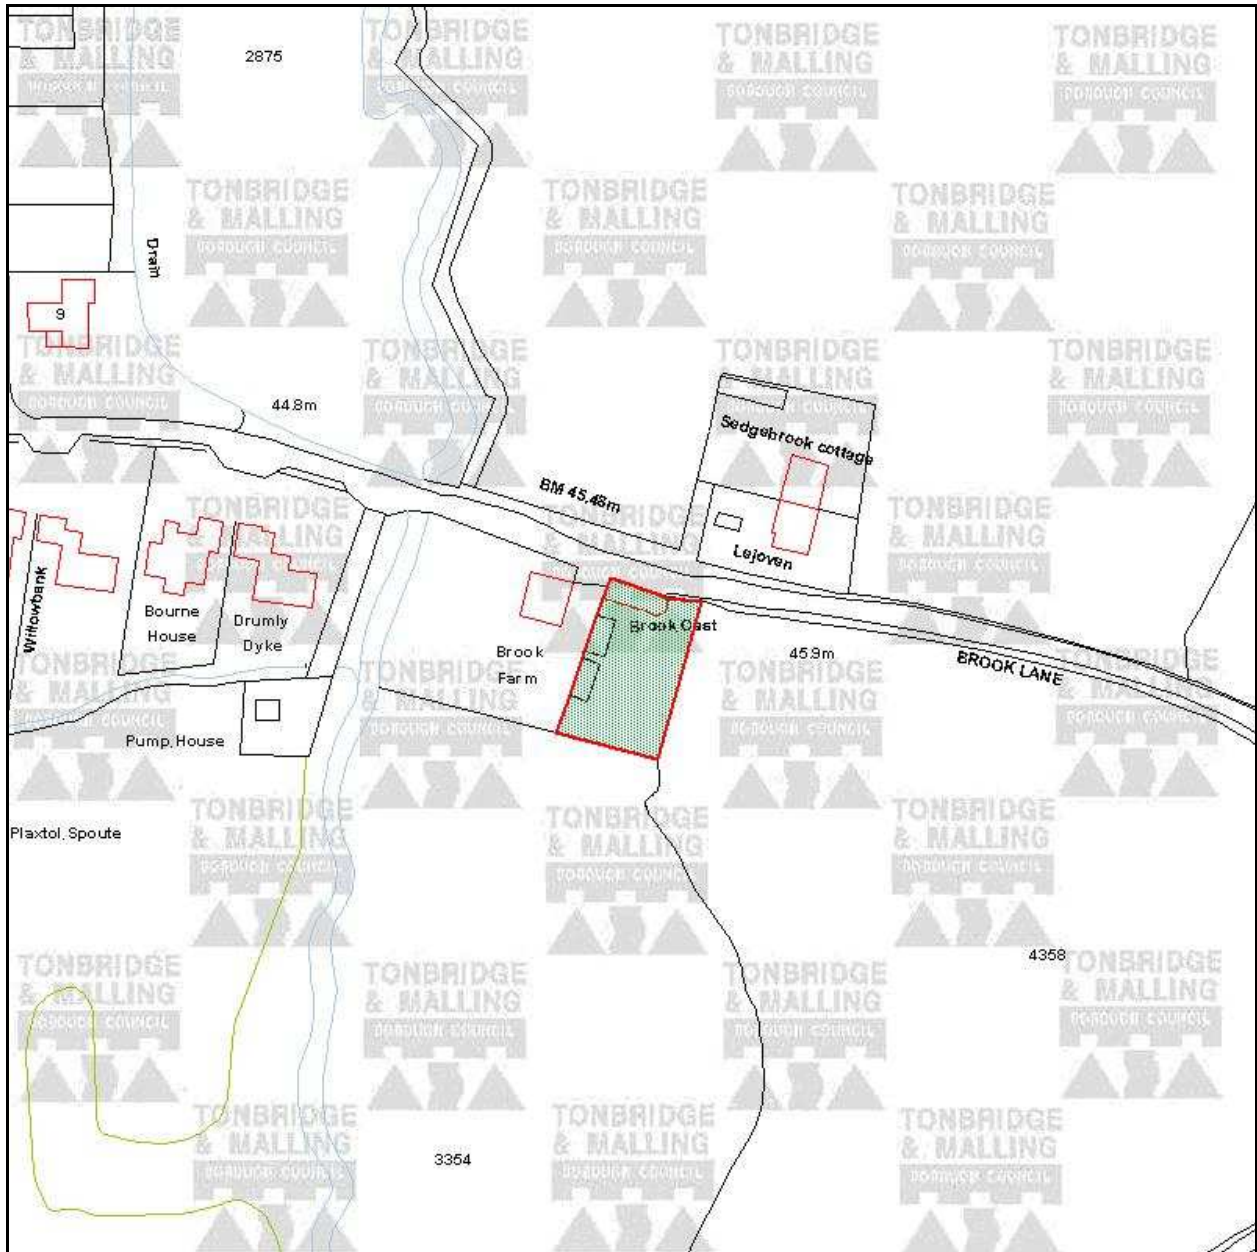 2875
Drain
9
44.8m
Sedgebrook cottage
BM 45.46m
Lejoven
Willowbank
Bourne
House
Drumly
Dyke
Brook
Farm
Brook Oast
45.9m
BROOK LANE
Pump, House
Plaxtol, Spoute
4358
3354
TONBRIDGE
& MALLING
BOROUGH COUNCIL